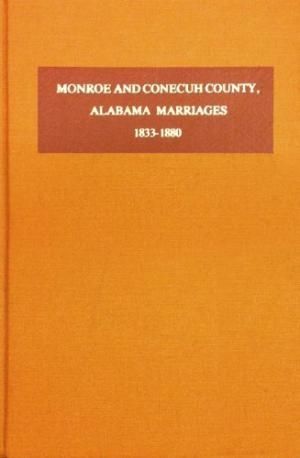 MONROE AND CONECUH COUNTY,
ALABAMA MARRIAGES
1833-1880